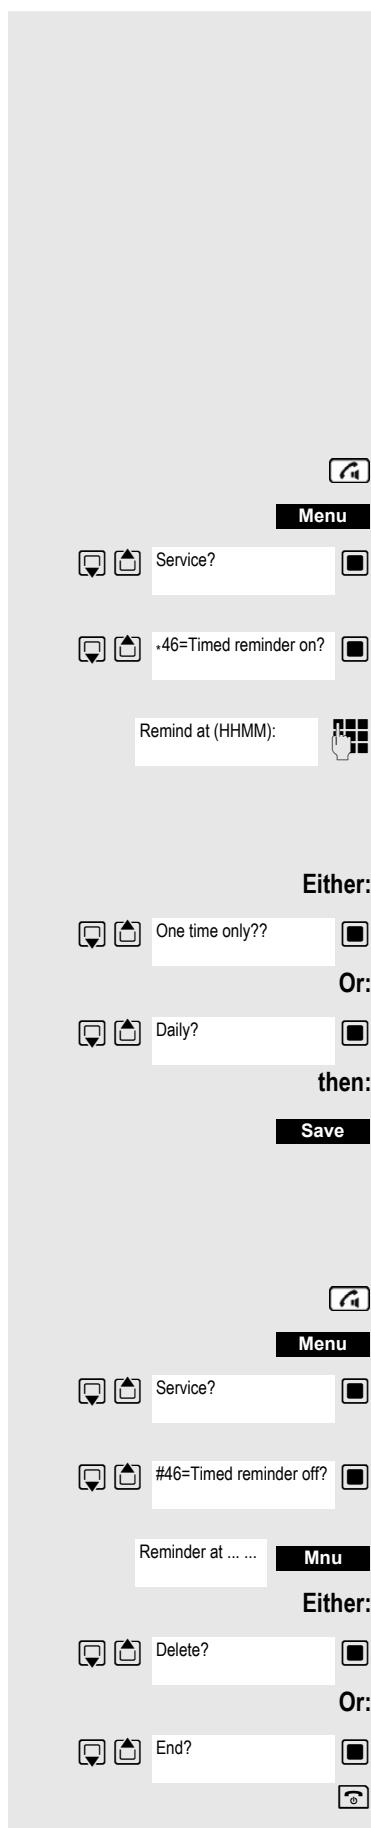 Menu
Service?
*46=Timed reminder on?
Remind at (HHMM):
Either:
One time only??
Or:
Daily?
then:
Save
Menu
Service?
#46=Timed reminder off?
Reminder at ... ... Mnu
Either:
Delete?
Or:
End?